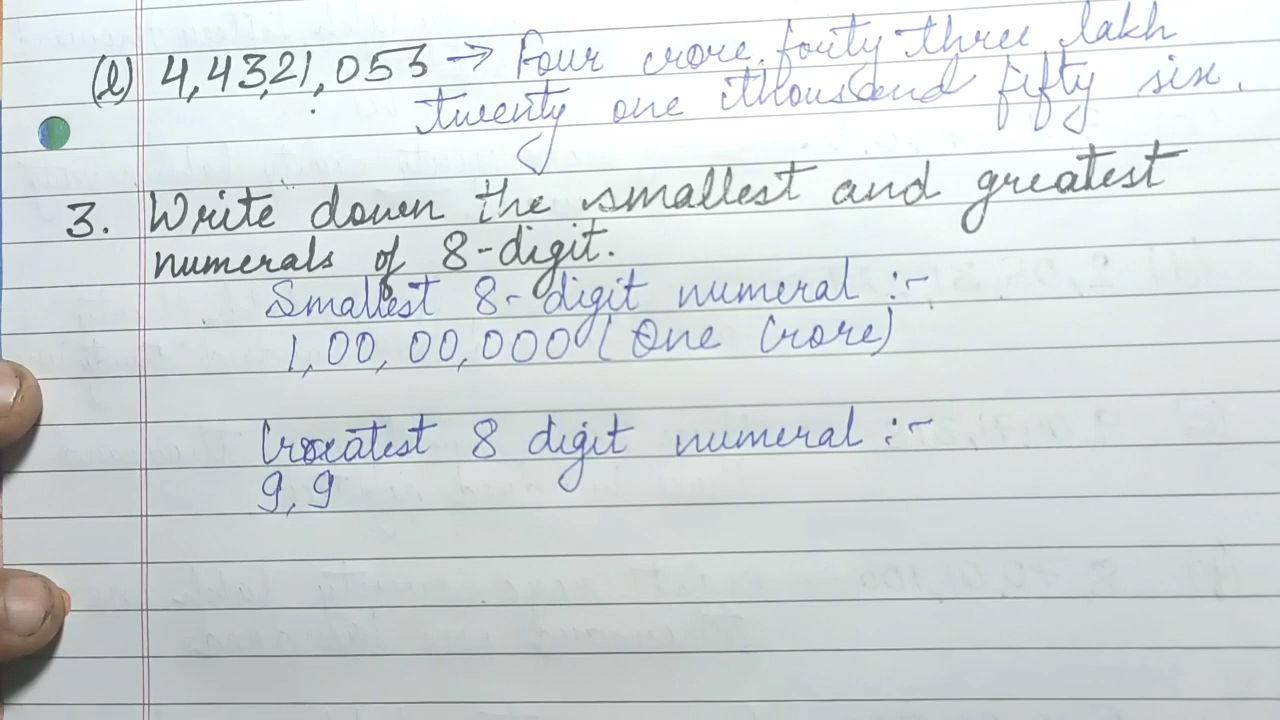 (l) 4,43,21,053 → Four crore, fouty three lakh
twenty one thousand fifty six.
3. Write down the smallest and greatest
numerals of 8-digit.
Smallest 8-digit numeral :-
1,00,00,000 (One Crore)
Greatest 8 digit numeral :-
9,9